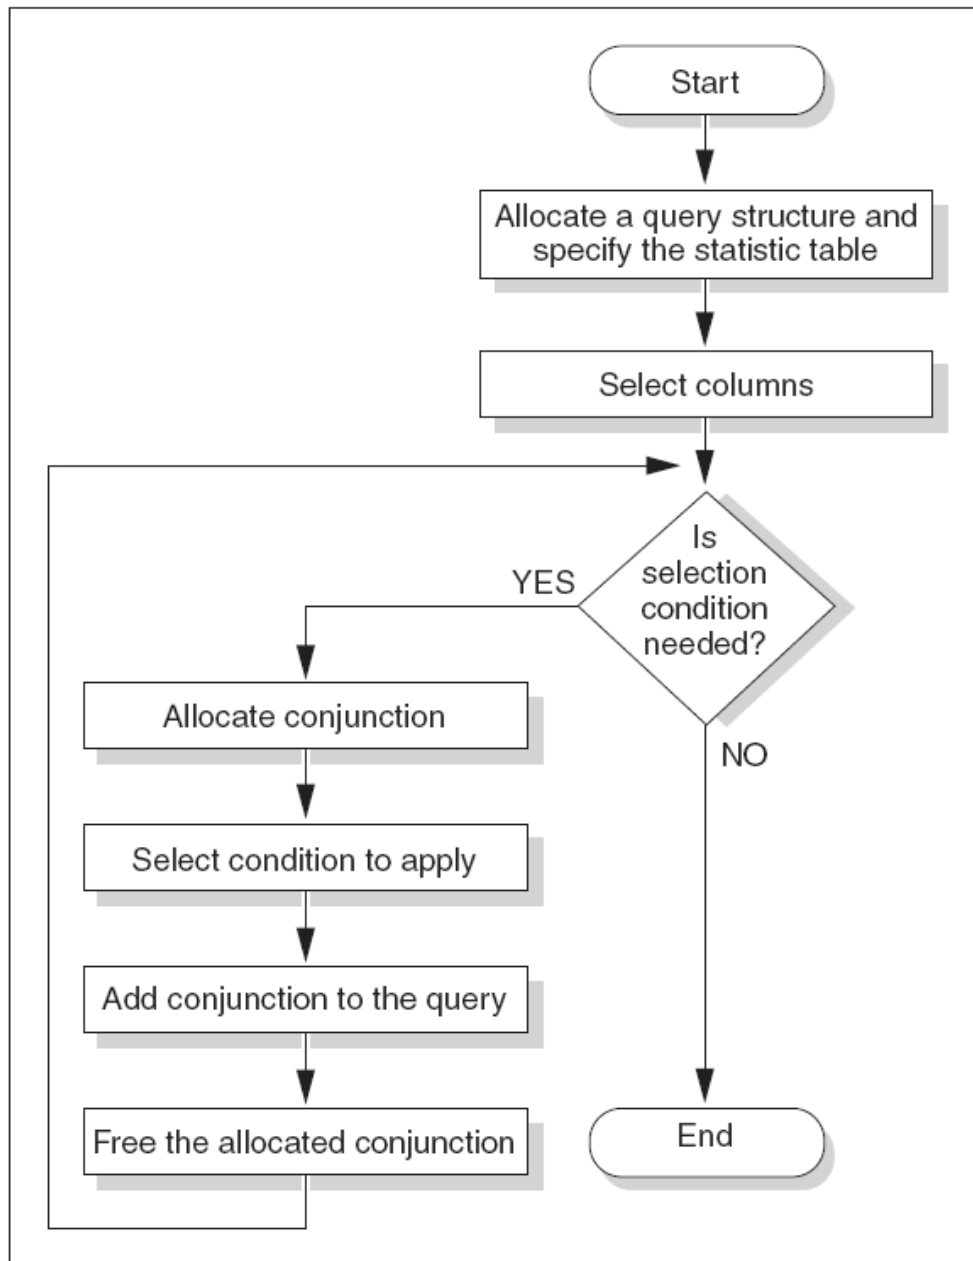 Start
Allocate a query structure and
specify the statistic table
Select columns
Is
selection
condition
needed?
YES
NO
Allocate conjunction
Select condition to apply
Add conjunction to the query
Free the allocated conjunction
End